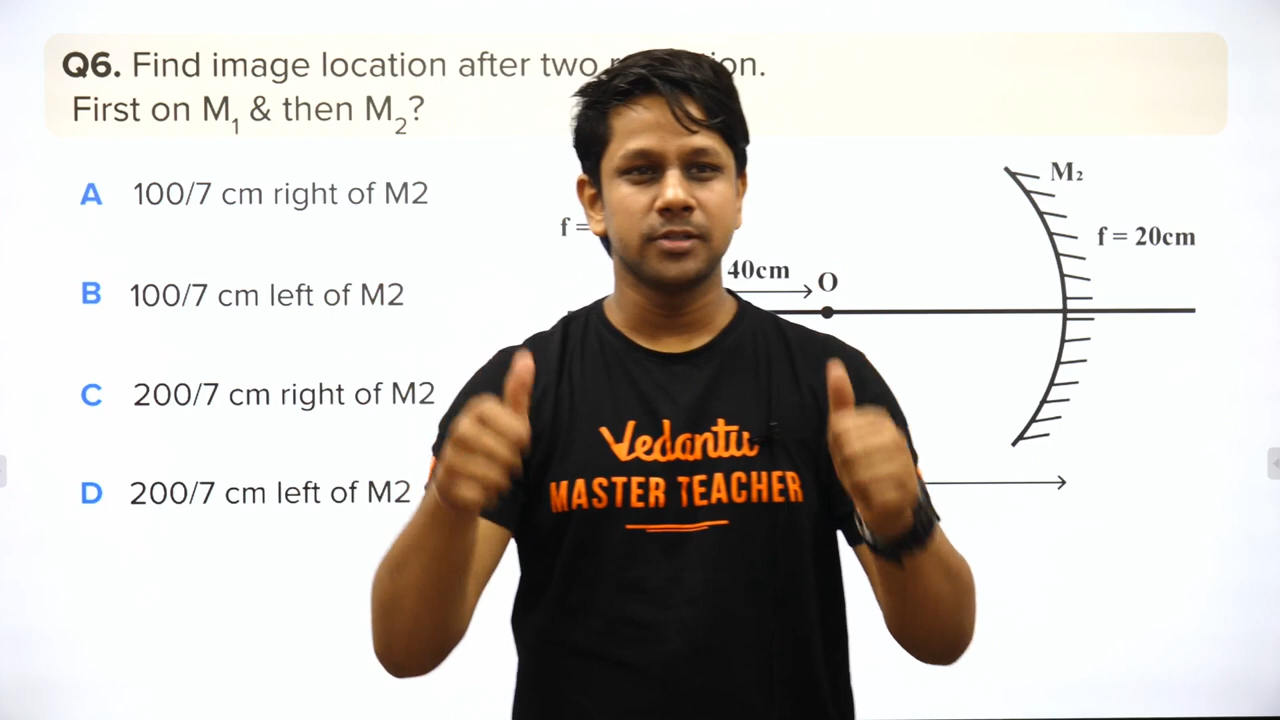 Q6. Find image location after two
First on M₁ & then M₂?
A 100/7 cm right of M2
B 100/7 cm left of M2
C 200/7 cm right of M2
D 200/7 cm left of M2
M₂
f =
f = 20cm
40cm
O
Vedantu
MASTER TEACHER